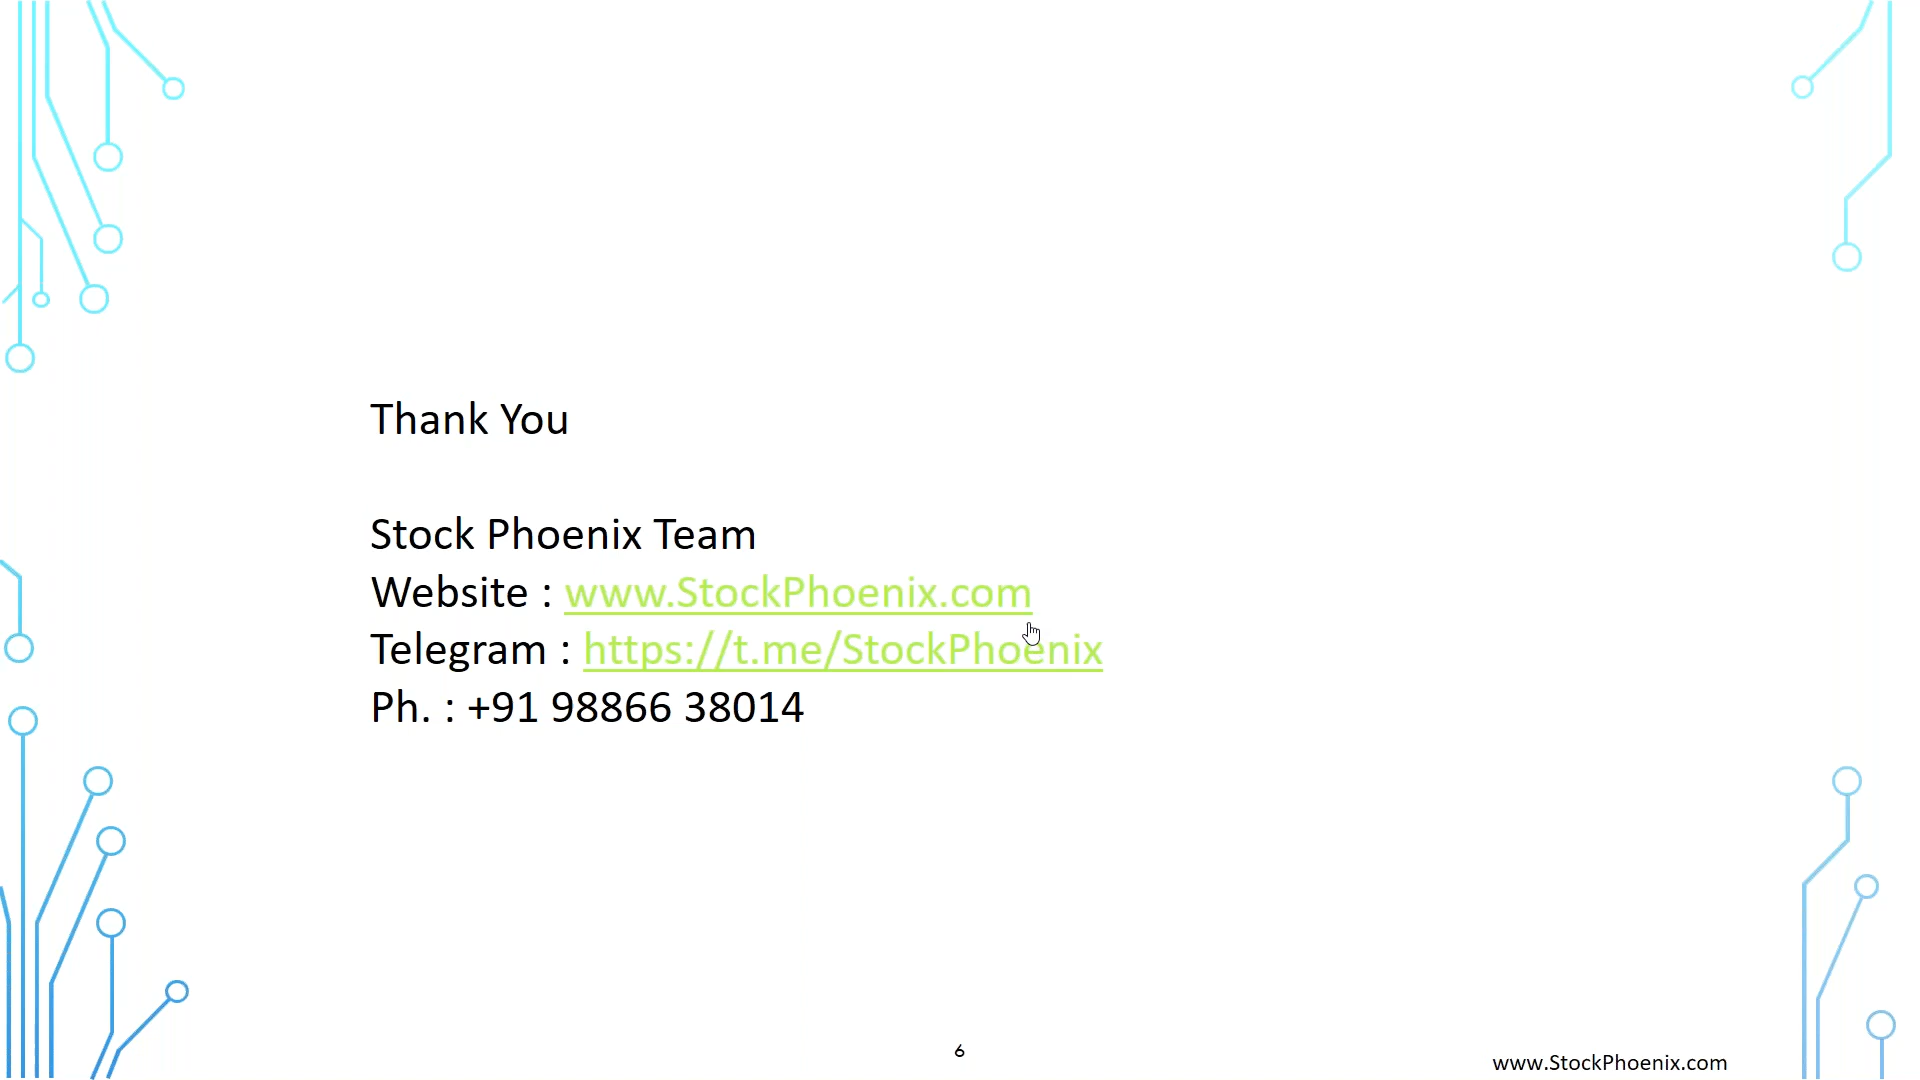 Thank You
Stock Phoenix Team
Website : www.StockPhoenix.com
Telegram : https://t.me/StockPhoenix
Ph. : +91 98866 38014
6
www.StockPhoenix.com